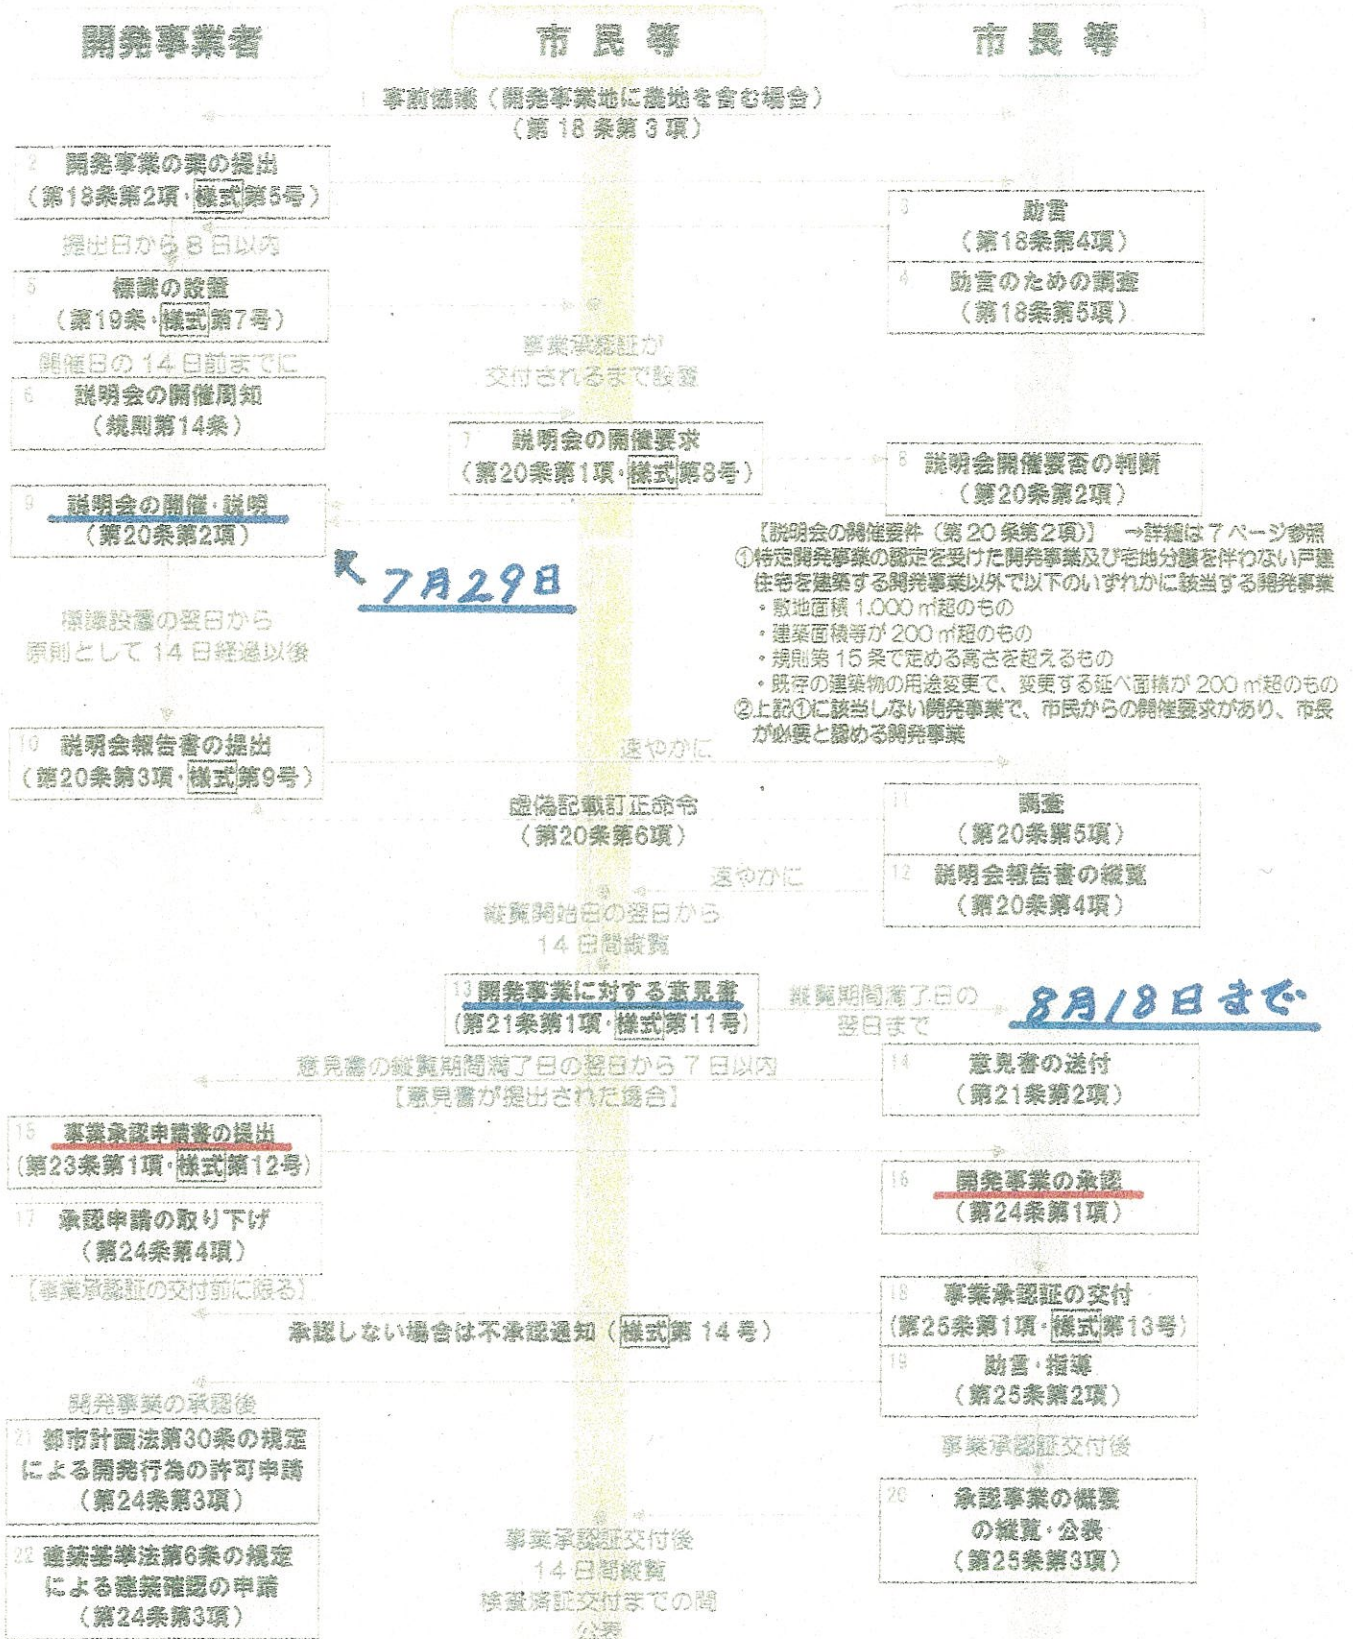 開発事業者
市民等
市長等
1 事前協議（開発事業地に農地を含む場合）
（第18条第3項）
2 開発事業の案の提出
（第18条第2項・様式第5号）
3 助言
（第18条第4項）
提出日から8日以内
4 助言のための調査
（第18条第5項）
5 標識の設置
（第19条・様式第7号）
事業承認証が
交付されるまで設置
開催日の14日前までに
6 説明会の開催周知
（規則第14条）
7 説明会の開催要求
（第20条第1項・様式第8号）
8 説明会開催要否の判断
（第20条第2項）
9 説明会の開催・説明
（第20条第2項）
7月29日
【説明会の開催要件（第20条第2項）】 →詳細は7ページ参照
①特定開発事業の認定を受けた開発事業及び宅地分譲を伴わない戸建
住宅を建築する開発事業以外で以下のいずれかに該当する開発事業
・敷地面積1,000㎡超のもの
・建築面積等が200㎡超のもの
・規則第15条で定める高さを超えるもの
・既存の建築物の用途変更で、変更する延べ面積が200㎡超のもの
②上記①に該当しない開発事業で、市民からの開催要求があり、市長
が必要と認める開発事業
標識設置の翌日から
原則として14日経過以後
10 説明会報告書の提出
（第20条第3項・様式第9号）
速やかに
虚偽記載訂正命令
（第20条第6項）
11 調査
（第20条第5項）
速やかに
12 説明会報告書の縦覧
（第20条第4項）
縦覧開始日の翌日から
14日間縦覧
13 開発事業に対する意見書
（第21条第1項・様式第11号）
縦覧期間満了日の
翌日まで
8月18日まで
14 意見書の送付
（第21条第2項）
意見書の縦覧期間満了日の翌日から7日以内
【意見書が提出された場合】
15 事業承認申請書の提出
（第23条第1項・様式第12号）
16 開発事業の承認
（第24条第1項）
17 承認申請の取り下げ
（第24条第4項）
【事業承認証の交付前に限る】
18 事業承認証の交付
（第25条第1項・様式第13号）
承認しない場合は不承認通知（様式第14号）
19 助言・指導
（第25条第2項）
開発事業の承認後
21 都市計画法第30条の規定
による開発行為の許可申請
（第24条第3項）
事業承認証交付後
20 承認事業の概要
の縦覧・公表
（第25条第3項）
22 建築基準法第6条の規定
による建築確認の申請
（第24条第3項）
事業承認証交付後
14日間縦覧
検査済証交付までの間
公表